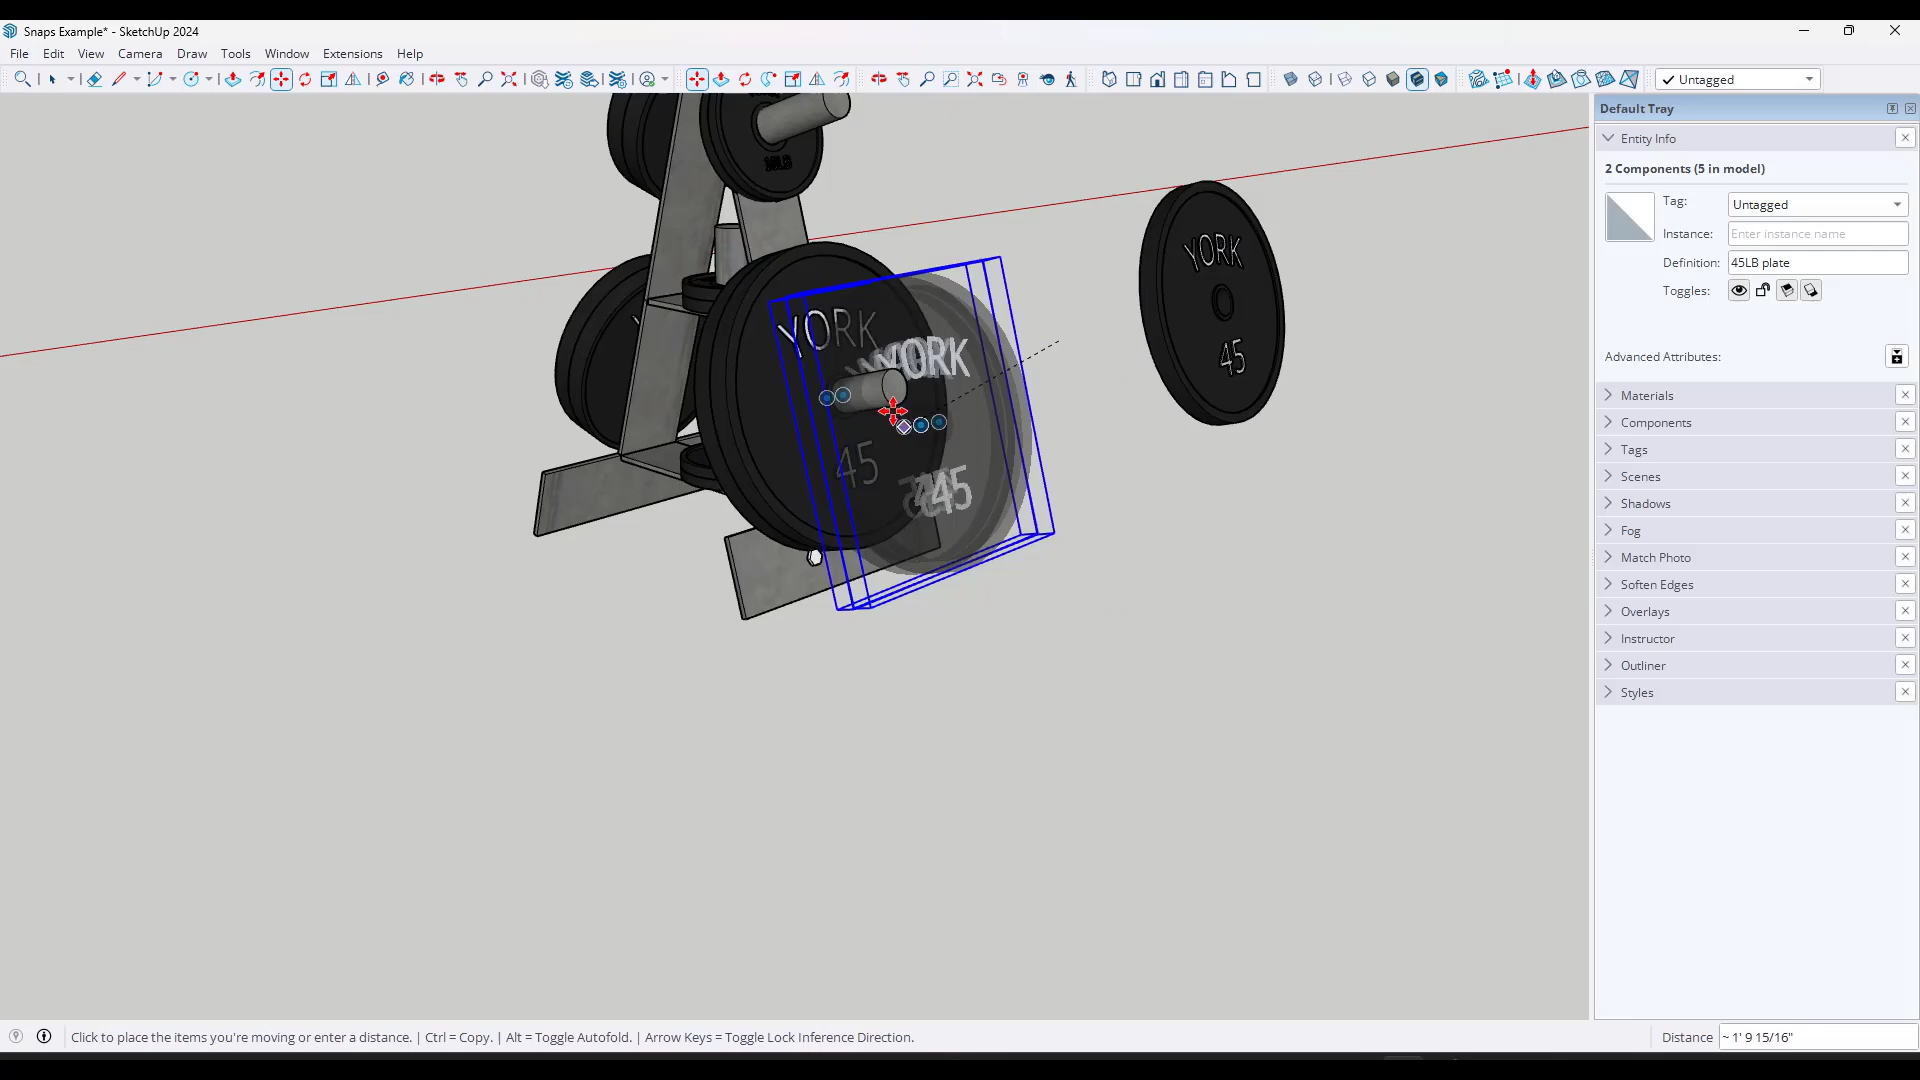 Snaps Example* - SketchUp 2024
File Edit View Camera Draw Tools Window Extensions Help
Untagged
Default Tray
Entity Info
2 Components (5 in model)
Tag: Untagged
Instance: Enter instance name
Definition: 45LB plate
Toggles:
Advanced Attributes:
Materials
Components
Tags
Scenes
Shadows
Fog
Match Photo
Soften Edges
Overlays
Instructor
Outliner
Styles
YORK
45
YORK
45
YORK
45
Click to place the items you're moving or enter a distance. | Ctrl = Copy. | Alt = Toggle Autofold. | Arrow Keys = Toggle Lock Inference Direction.
Distance ~ 1' 9 15/16"